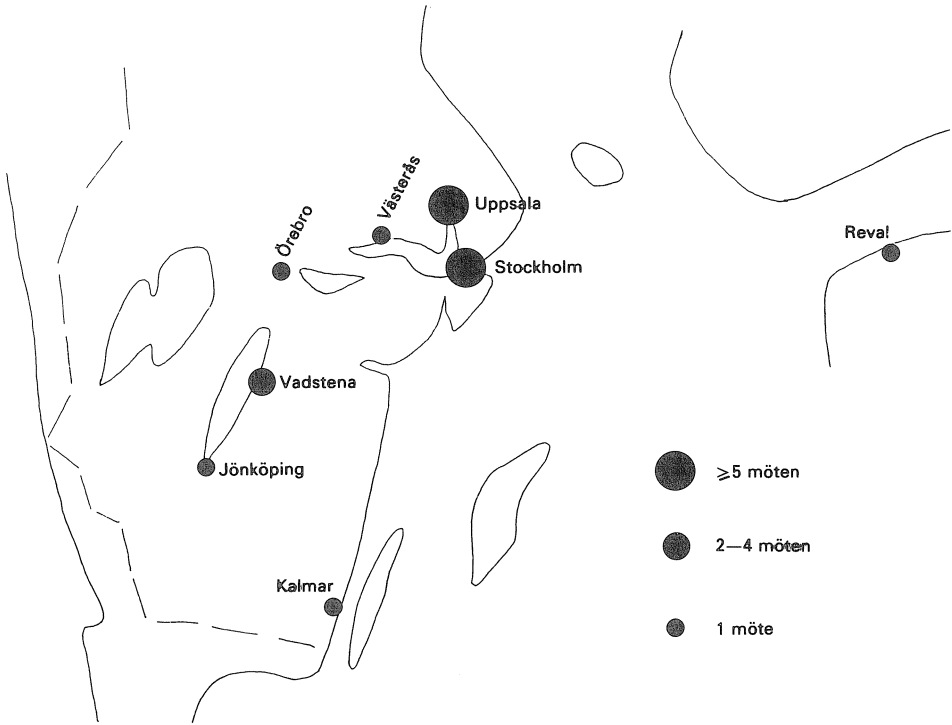 Västerås
Uppsala
Örebro
Reval
Stockholm
Vadstena
Jönköping
Kalmar
≥5 möten
2—4 möten
1 möte